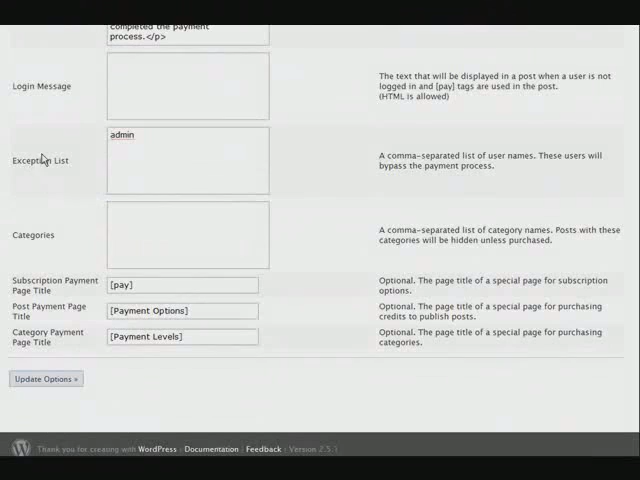 completed the payment
process.</p>
Login Message
The text that will be displayed in a post when a user is not
logged in and [pay] tags are used in the post.
(HTML is allowed)
admin
Exception List
A comma-separated list of user names. These users will
bypass the payment process.
Categories
A comma-separated list of category names. Posts with these
categories will be hidden unless purchased.
Subscription Payment
Page Title
[pay]
Optional. The page title of a special page for subscription
options.
Post Payment Page
Title
[Payment Options]
Optional. The page title of a special page for purchasing
credits to publish posts.
Category Payment
Page Title
[Payment Levels]
Optional. The page title of a special page for purchasing
categories.
Update Options »
Thank you for creating with WordPress | Documentation | Feedback | Version 2.5.1